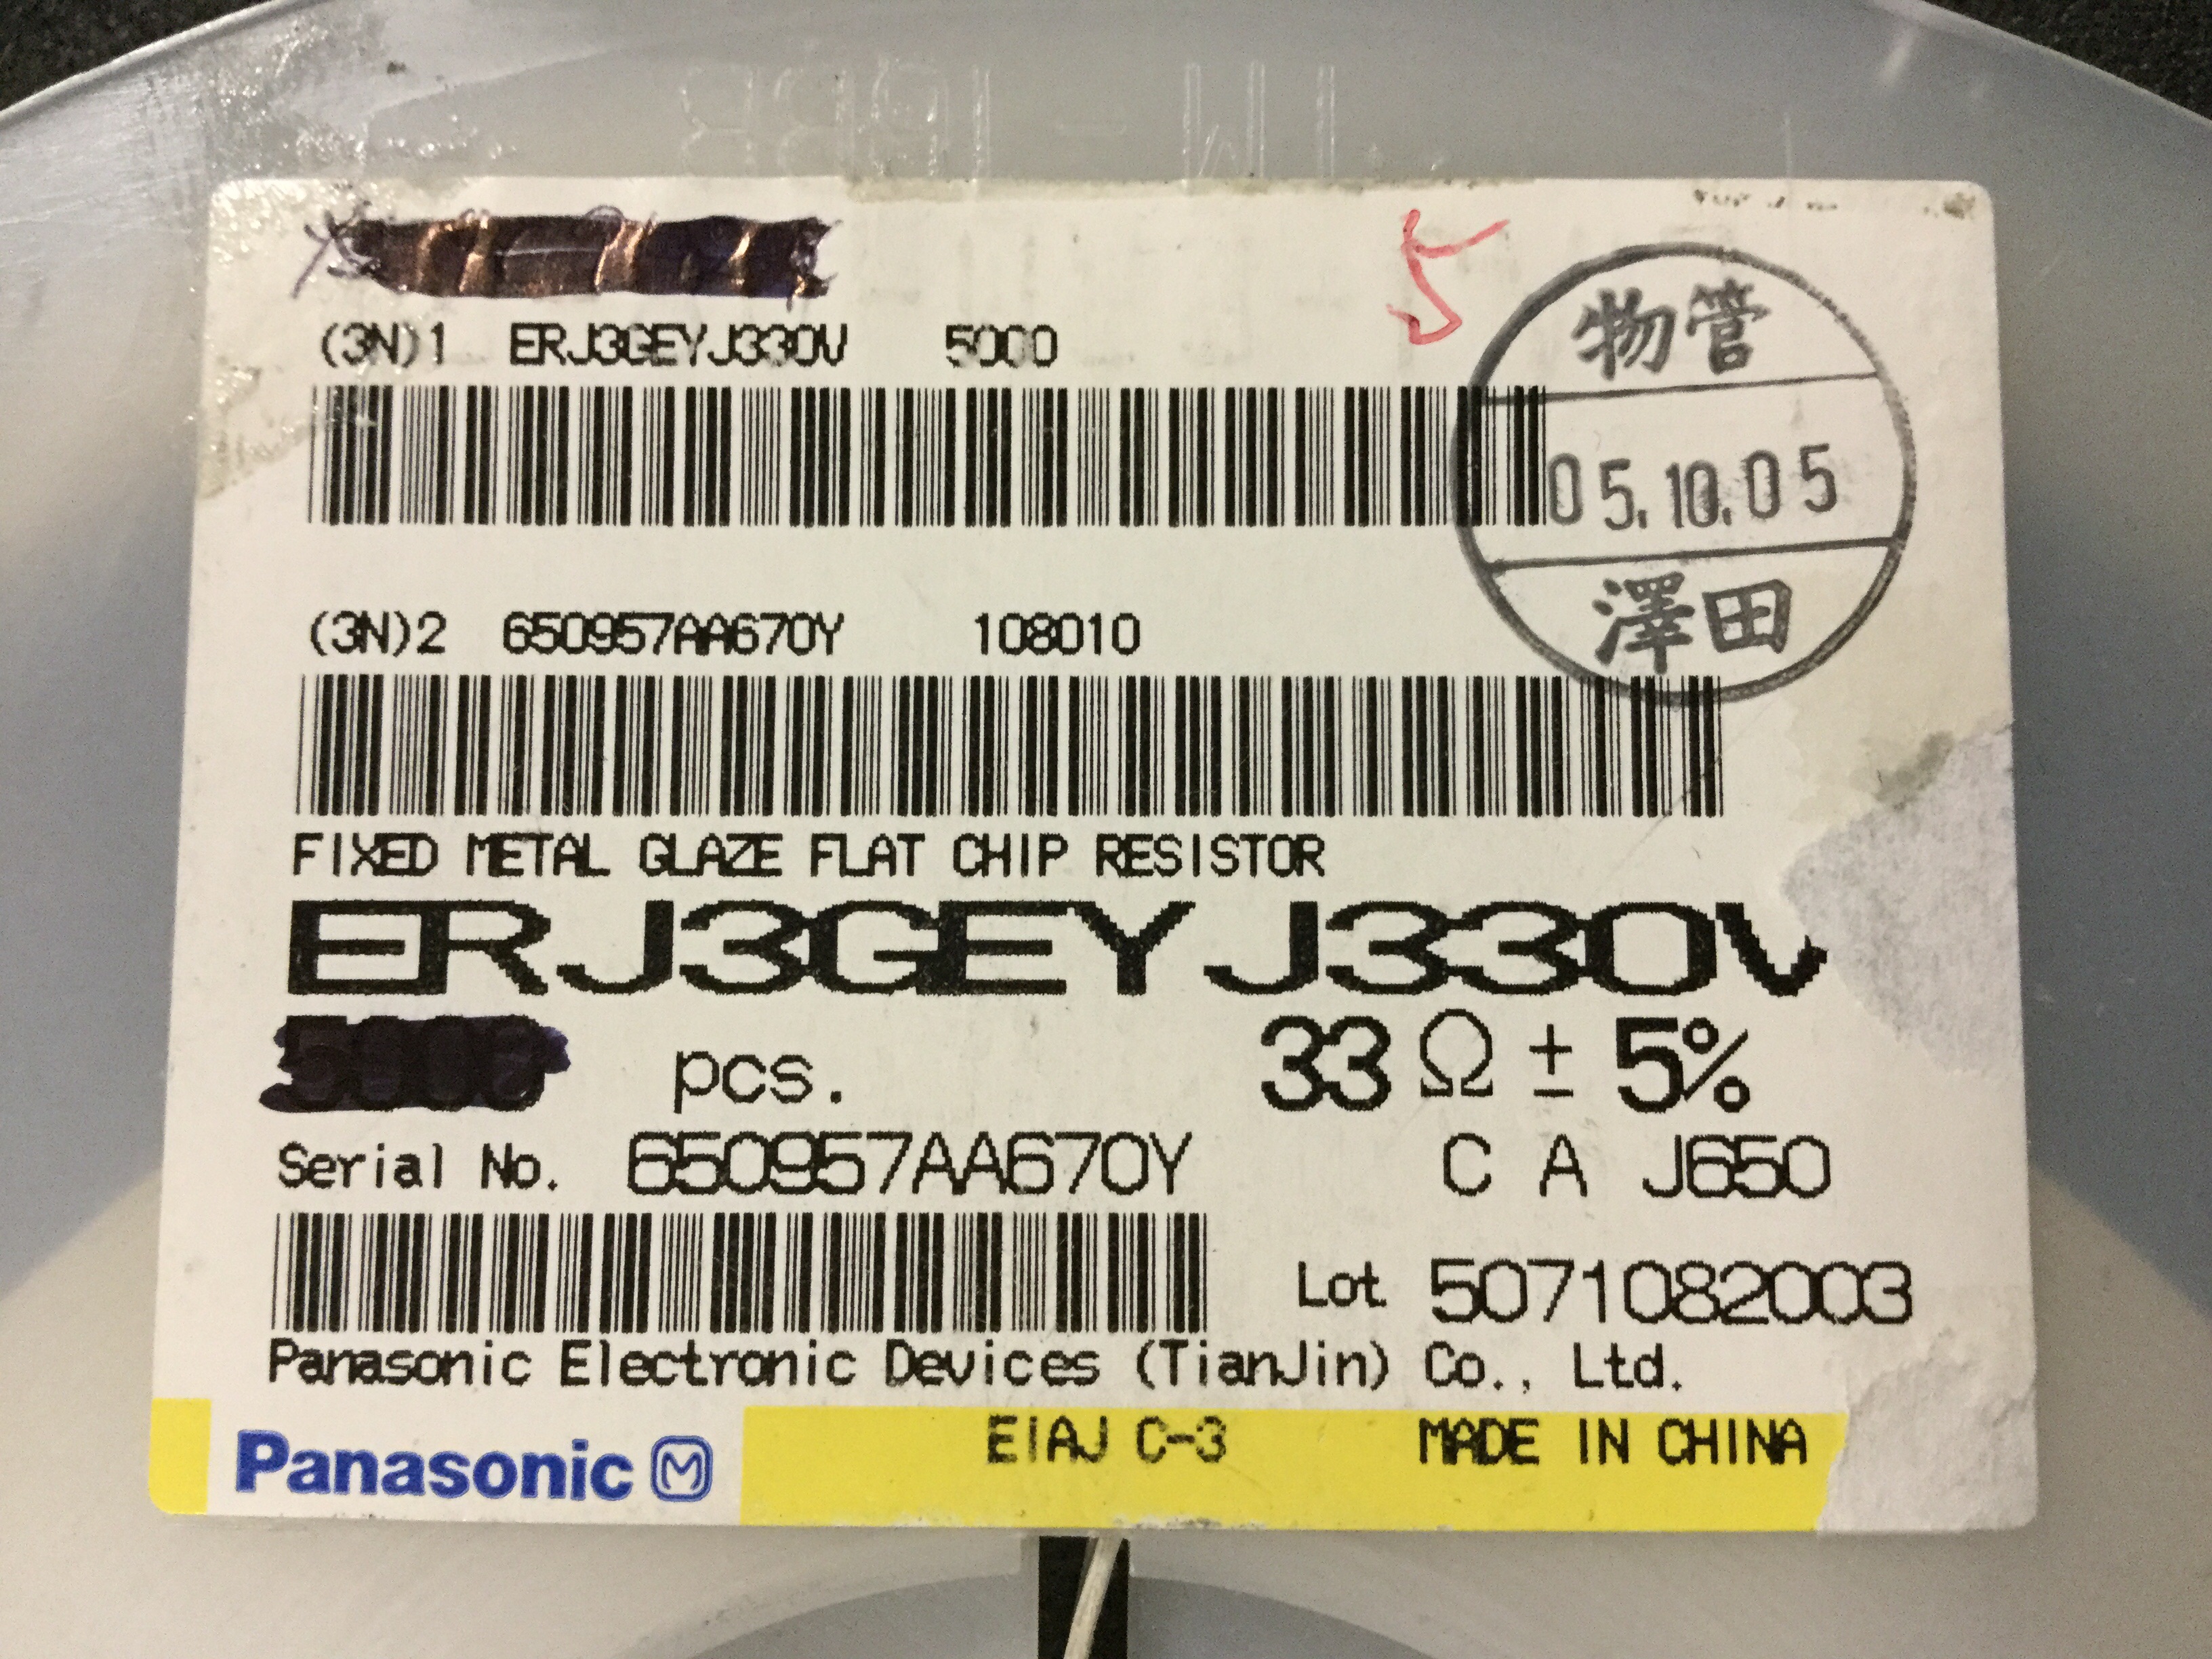 5
物管
(3N)1 ERJ3GEYJ330V 5000
05.10.05
澤田
(3N)2 650957AA670Y 108010
FIXED METAL GLAZE FLAT CHIP RESISTOR
ERJ3GEYJ330V
5000 pcs. 33 Ω ± 5%
Serial No. 650957AA670Y C A J650
Lot 5071082003
Panasonic Electronic Devices (TianJin) Co., Ltd.
Panasonic M EIAJ C-3 MADE IN CHINA